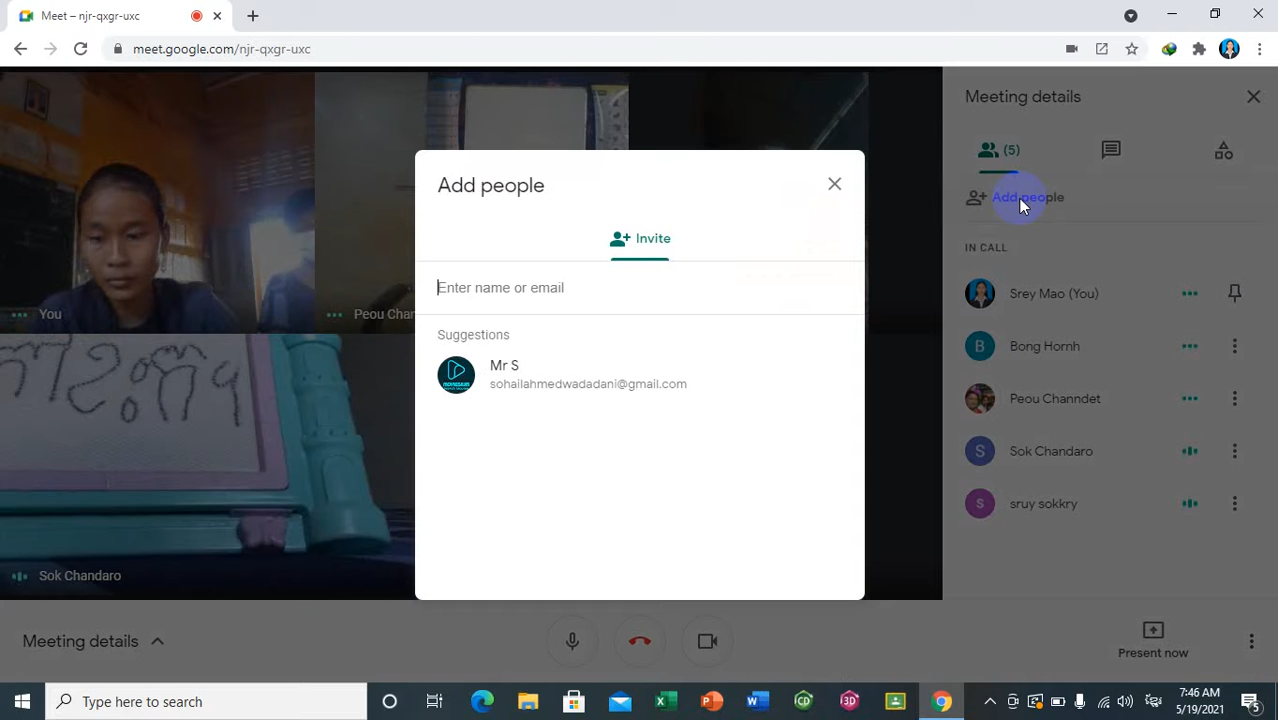 Meet – njr-qxgr-uxc
meet.google.com/njr-qxgr-uxc
Meeting details
(5)
Add people
IN CALL
Srey Mao (You)
Bong Hornh
Peou Channdet
Sok Chandaro
sruy sokkry
Add people
Invite
Enter name or email
Suggestions
Mr S
sohailahmedwadadani@gmail.com
You
Peou Chan
Sok Chandaro
Meeting details
Present now
Type here to search
7:46 AM
5/19/2021
5